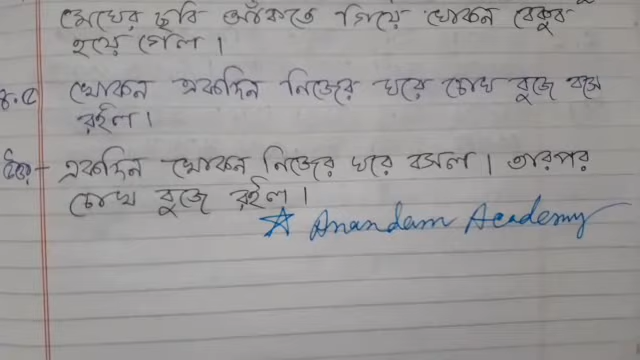 মেঘের ছবি আঁকতে গিয়ে খোকন বেকুব
হয়ে গেল ।
৪.৫ খোকন একদিন নিজের ঘরে চোখ বুজে বসে
রইল ।
উঃ- একদিন খোকন নিজের ঘরে বসল । তারপর
চোখ বুজে রইল ।
☆ Anandam Academy